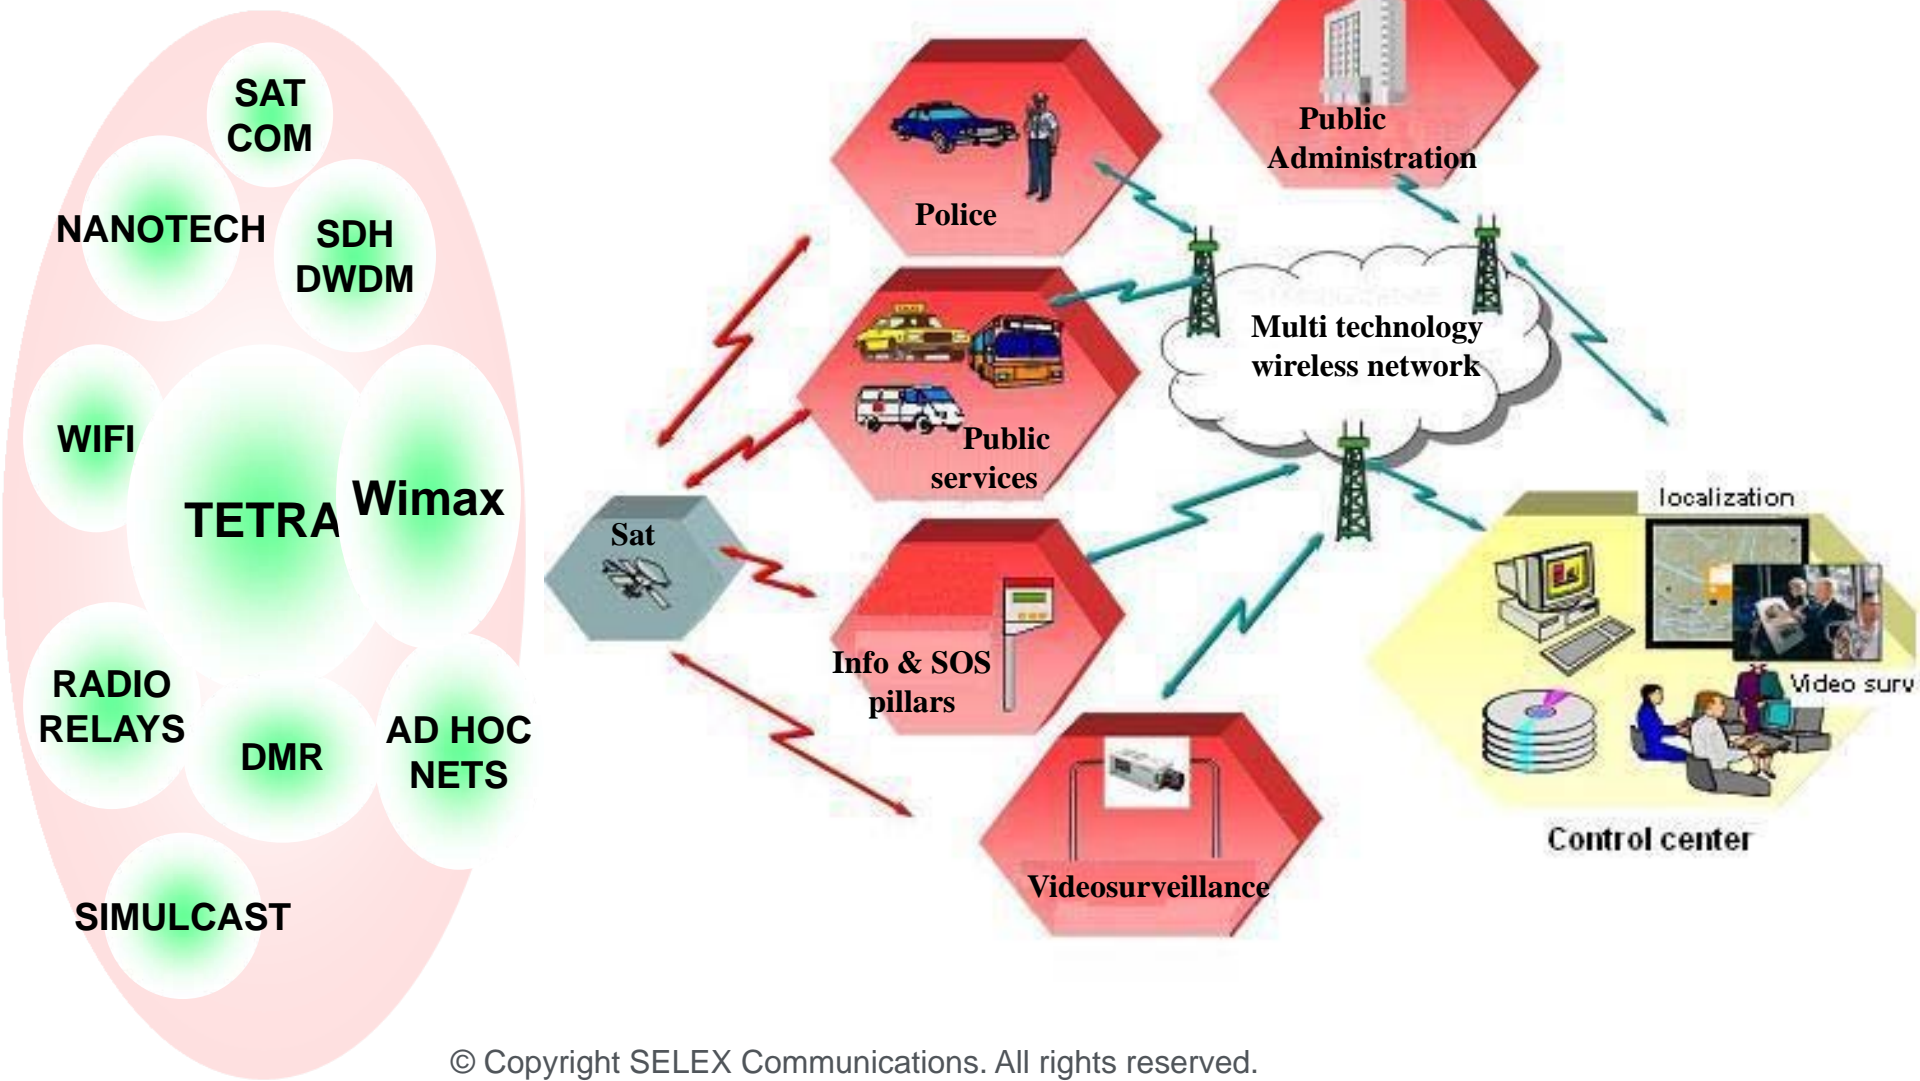 SAT
COM
NANOTECH
SDH
DWDM
WIFI
TETRA
Wimax
RADIO
RELAYS
DMR
AD HOC
NETS
SIMULCAST
Public
Administration
Police
Multi technology
wireless network
Public
services
Sat
Info & SOS
pillars
Videosurveillance
localization
Video surv
Control center
© Copyright SELEX Communications. All rights reserved.